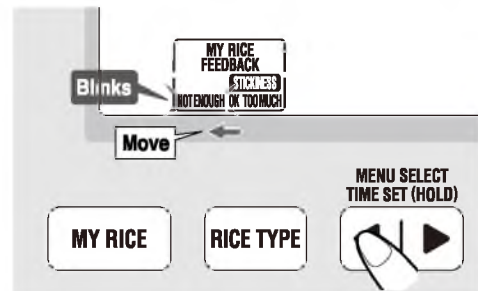 MY RICE
FEEDBACK
STICKINESS
NOT ENOUGH OK TOO MUCH
Blinks
Move
MENU SELECT
TIME SET (HOLD)
MY RICE
RICE TYPE